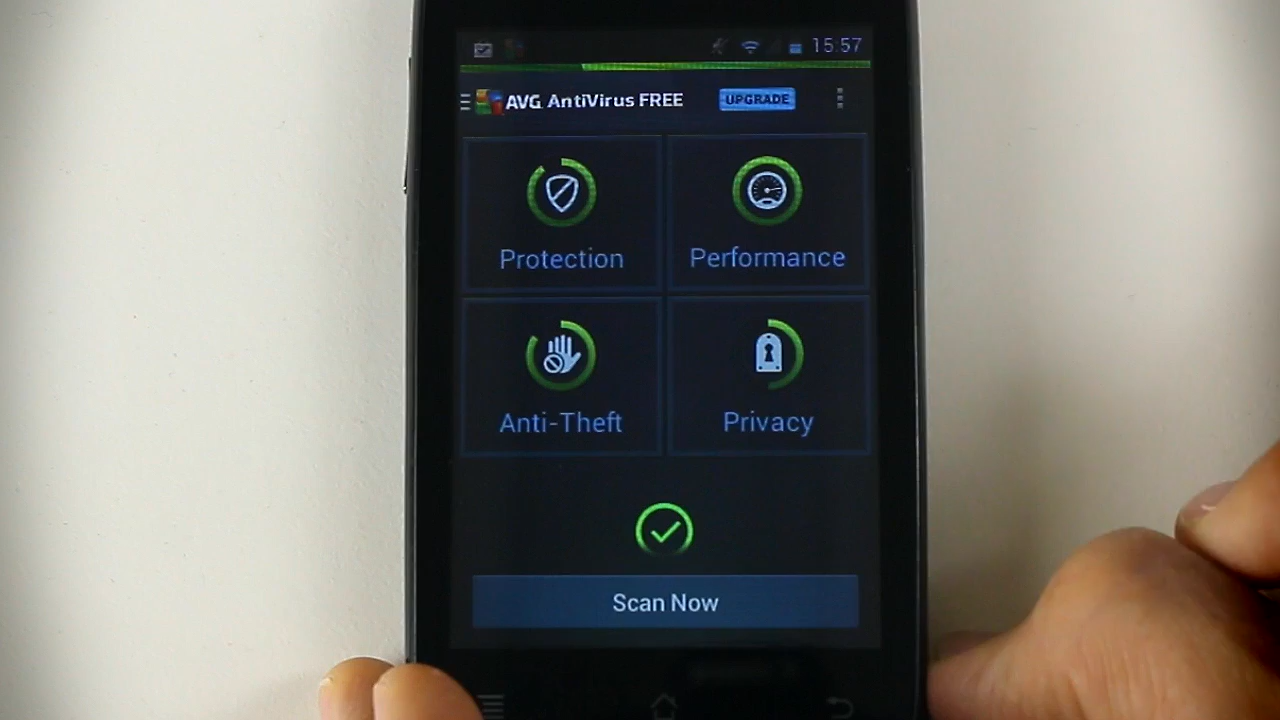 15:57
AVG AntiVirus FREE UPGRADE
Protection Performance
Anti-Theft Privacy
Scan Now